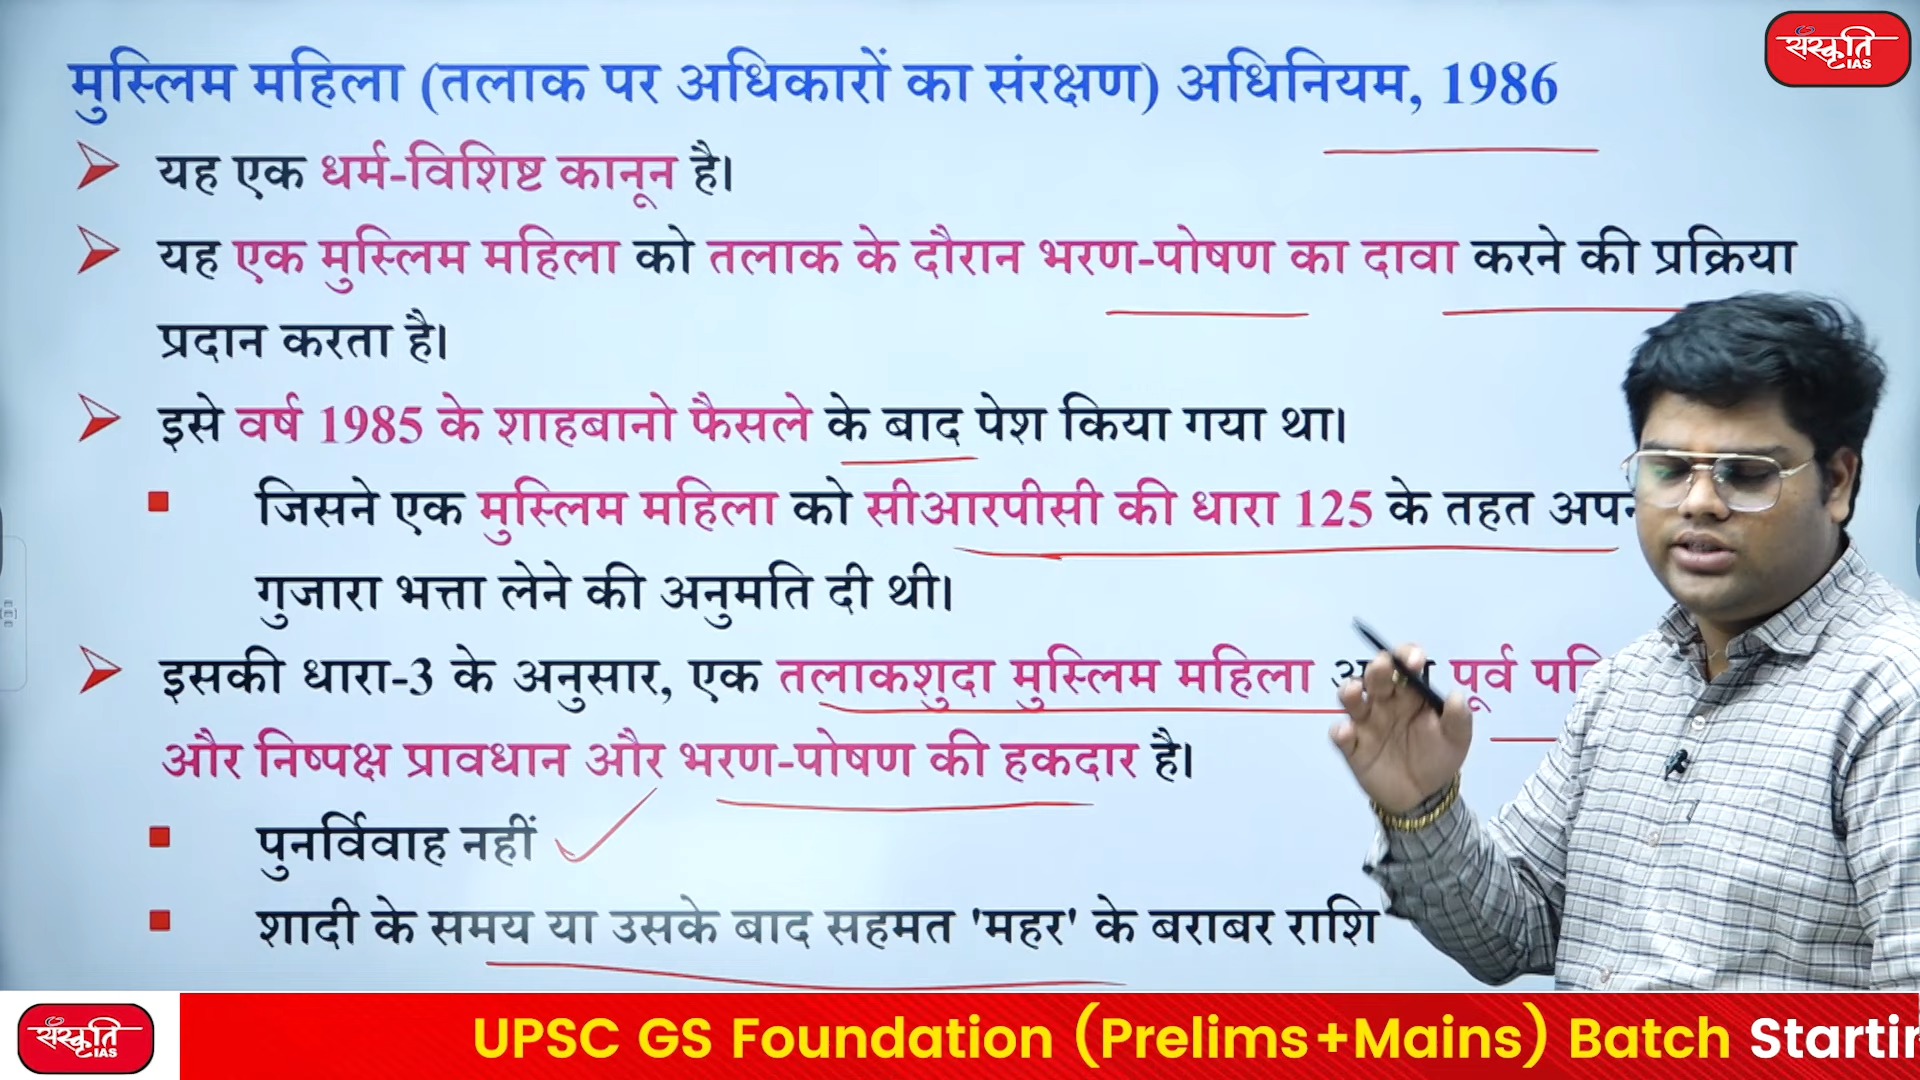 संस्कृति
IAS
मुस्लिम महिला (तलाक पर अधिकारों का संरक्षण) अधिनियम, 1986
यह एक धर्म-विशिष्ट कानून है।
यह एक मुस्लिम महिला को तलाक के दौरान भरण-पोषण का दावा करने की प्रक्रिया
प्रदान करता है।
इसे वर्ष 1985 के शाहबानो फैसले के बाद पेश किया गया था।
जिसने एक मुस्लिम महिला को सीआरपीसी की धारा 125 के तहत
गुजारा भत्ता लेने की अनुमति दी थी।
इसकी धारा-3 के अनुसार, एक तलाकशुदा मुस्लिम महिला पूर्व
और निष्पक्ष प्रावधान और भरण-पोषण की हकदार है।
पुनर्विवाह नहीं
शादी के समय या उसके बाद सहमत 'महर' के बराबर राशि
संस्कृति
IAS
UPSC GS Foundation (Prelims+Mains) Batch